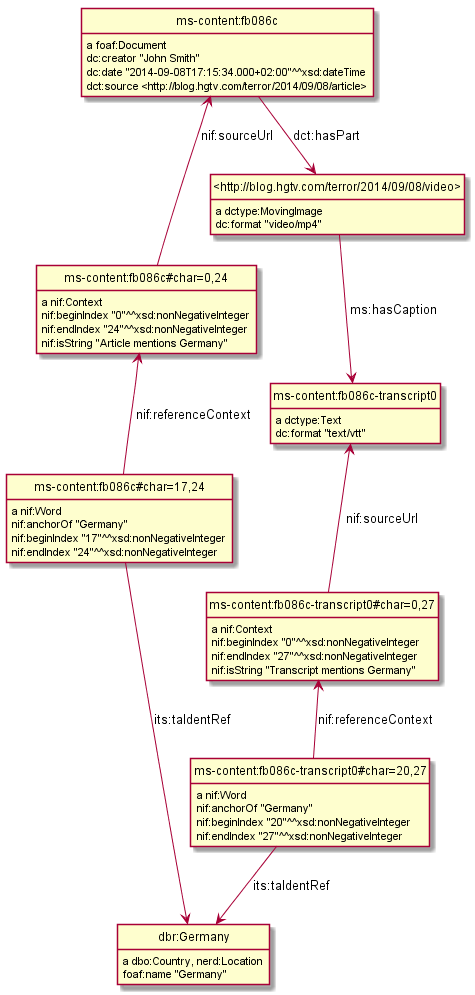 ms-content:fb086c
a foaf:Document
dc:creator "John Smith"
dc:date "2014-09-08T17:15:34.000+02:00"^^xsd:dateTime
dct:source <http://blog.hgtv.com/terror/2014/09/08/article>
nif:sourceUrl
dct:hasPart
<http://blog.hgtv.com/terror/2014/09/08/video>
a dctype:MovingImage
dc:format "video/mp4"
ms-content:fb086c#char=0,24
a nif:Context
nif:beginIndex "0"^^xsd:nonNegativeInteger
nif:endIndex "24"^^xsd:nonNegativeInteger
nif:isString "Article mentions Germany"
ms:hasCaption
ms-content:fb086c-transcript0
a dctype:Text
dc:format "text/vtt"
nif:referenceContext
ms-content:fb086c#char=17,24
a nif:Word
nif:anchorOf "Germany"
nif:beginIndex "17"^^xsd:nonNegativeInteger
nif:endIndex "24"^^xsd:nonNegativeInteger
nif:sourceUrl
ms-content:fb086c-transcript0#char=0,27
a nif:Context
nif:beginIndex "0"^^xsd:nonNegativeInteger
nif:endIndex "27"^^xsd:nonNegativeInteger
nif:isString "Transcript mentions Germany"
its:taIdentRef
nif:referenceContext
ms-content:fb086c-transcript0#char=20,27
a nif:Word
nif:anchorOf "Germany"
nif:beginIndex "20"^^xsd:nonNegativeInteger
nif:endIndex "27"^^xsd:nonNegativeInteger
its:taIdentRef
dbr:Germany
a dbo:Country, nerd:Location
foaf:name "Germany"